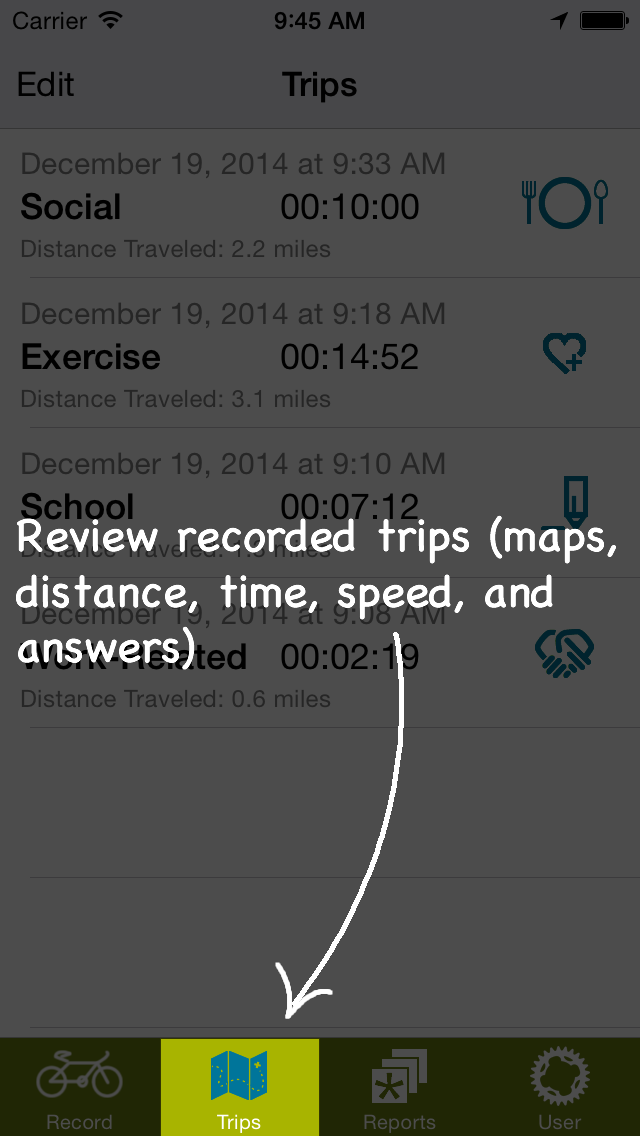 Carrier 9:45 AM
Edit Trips
December 19, 2014 at 9:33 AM
Social 00:10:00
Distance Traveled: 2.2 miles
December 19, 2014 at 9:18 AM
Exercise 00:14:52
Distance Traveled: 3.1 miles
December 19, 2014 at 9:10 AM
School 00:07:12
Review recorded trips (maps,
Distance Traveled: miles
distance, time, speed, and
December 19, 2014 at 9:08 AM
answers)
Work-Related 00:02:19
Distance Traveled: 0.6 miles
Record Trips Reports User